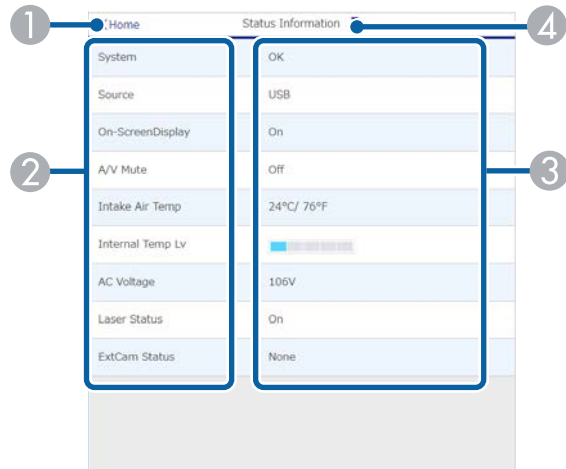 1
Home
Status Information
4
System
OK
Source
USB
On-ScreenDisplay
On
2
A/V Mute
Off
3
Intake Air Temp
24°C/ 76°F
Internal Temp Lv
AC Voltage
106V
Laser Status
On
ExtCam Status
None